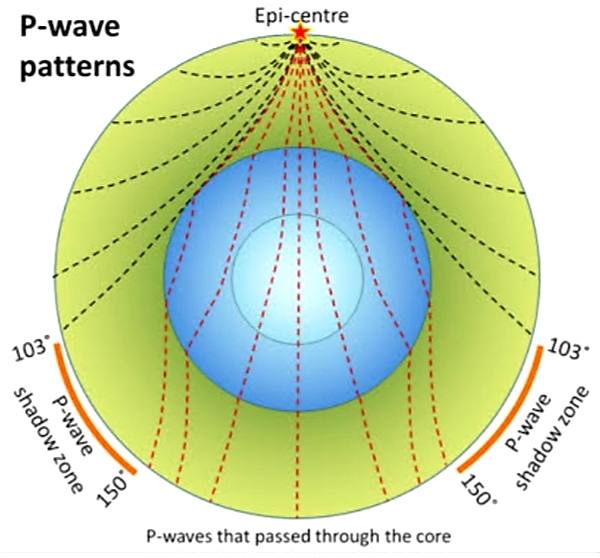 P-wave
patterns
Epi-centre
103°
P-wave
shadow zone
150°
103°
P-wave
shadow zone
150°
P-waves that passed through the core